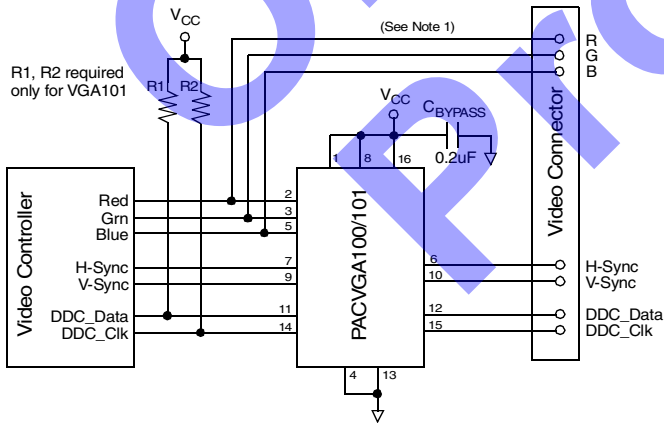 VCC
(See Note 1)
R
G
B
R1, R2 required
only for VGA101
R1
R2
VCC
CBYPASS
0.2uF
1
8
16
Video Connector
Video Controller
PACVGA100/101
Red
2
Grn
3
Blue
5
H-Sync
7
6
H-Sync
V-Sync
9
10
V-Sync
DDC_Data
11
12
DDC_Data
DDC_Clk
14
15
DDC_Clk
4
13